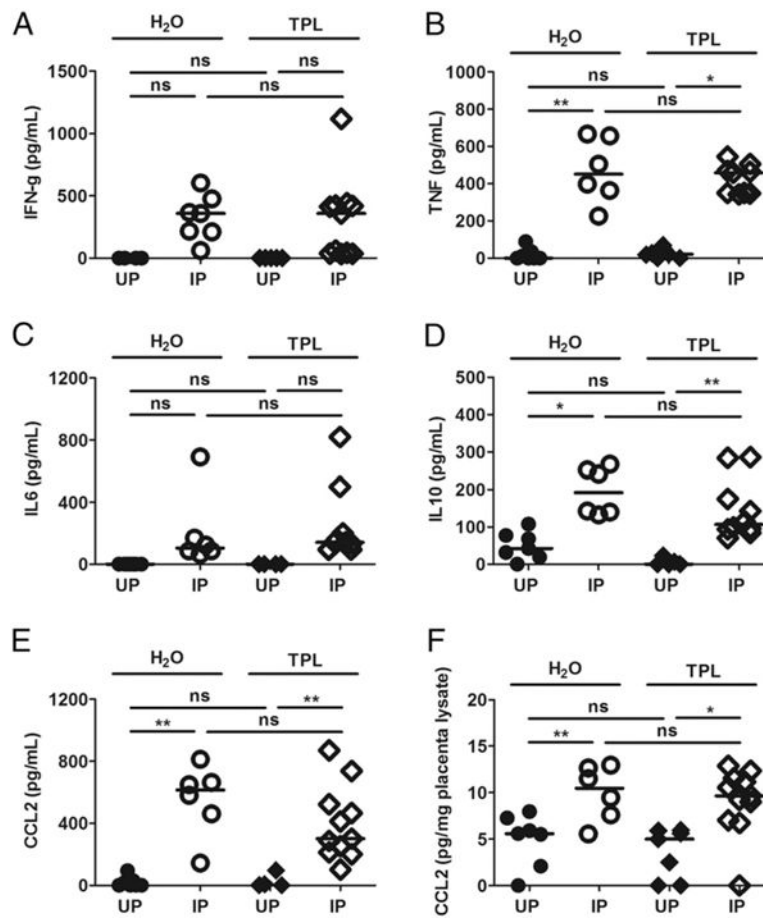 A
H₂O TPL
ns ns
ns ns
IFN-g (pg/mL)
1500
1000
500
0
UP IP UP IP
B
H₂O TPL
ns *
** ns
TNF (pg/mL)
1000
800
600
400
200
0
UP IP UP IP
C
H₂O TPL
ns ns
ns ns
IL6 (pg/mL)
1200
800
400
0
UP IP UP IP
D
H₂O TPL
ns **
* ns
IL10 (pg/mL)
500
400
300
200
100
0
UP IP UP IP
E
H₂O TPL
ns **
** ns
CCL2 (pg/mL)
1200
800
400
0
UP IP UP IP
F
H₂O TPL
ns *
** ns
CCL2 (pg/mg placenta lysate)
20
15
10
5
0
UP IP UP IP